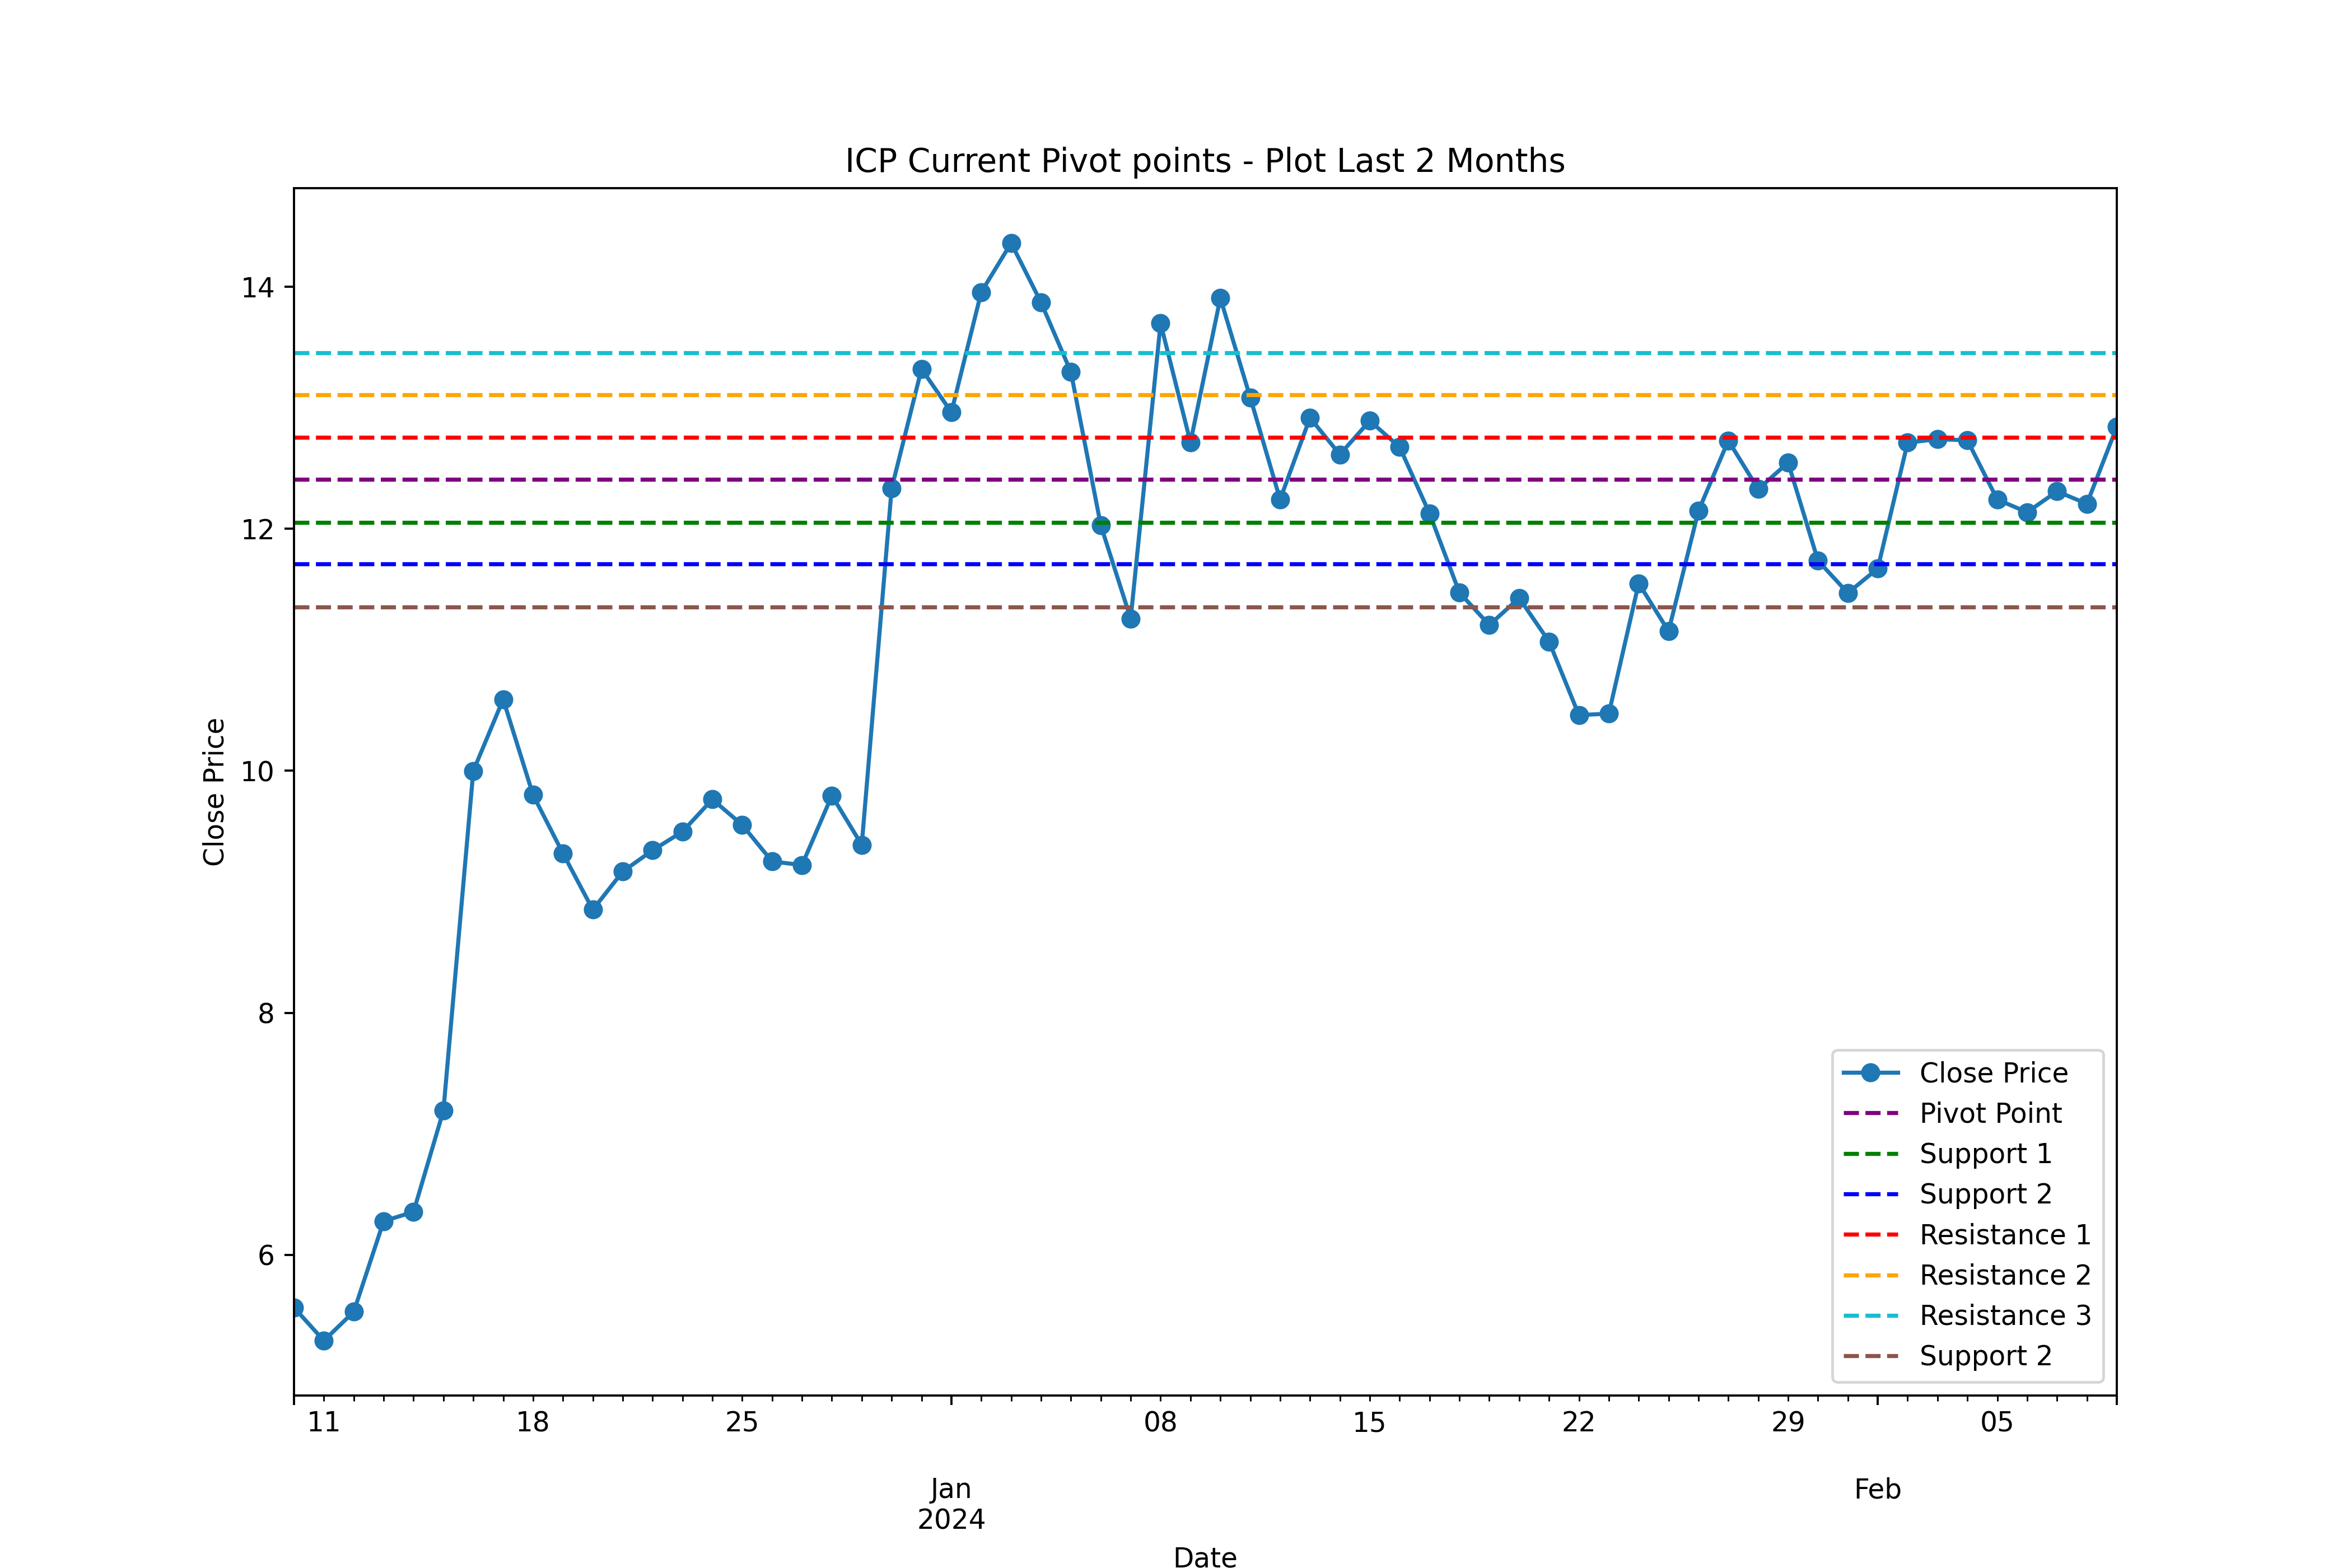 ICP Current Pivot points - Plot Last 2 Months
14
12
10
8
6
Close Price
Close Price
Pivot Point
Support 1
Support 2
Resistance 1
Resistance 2
Resistance 3
Support 2
11 18 25 08 15 22 29 05
Jan Feb
2024
Date